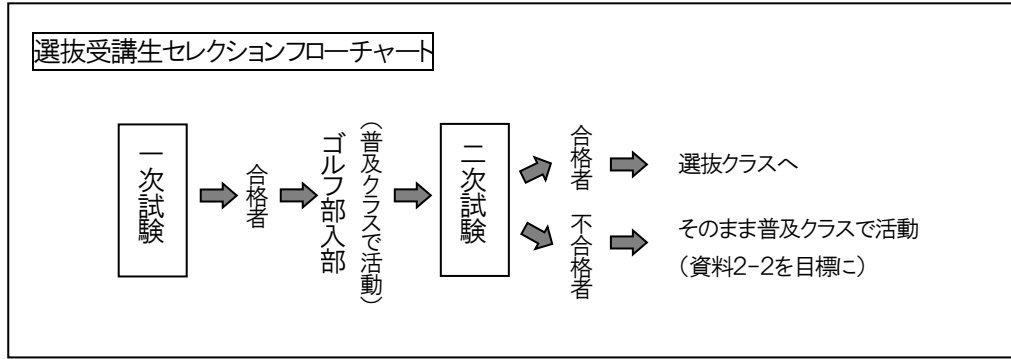 選抜受講生セレクションフローチャート
一次試験
合格者
ゴルフ部入部
（普及クラスで活動）
二次試験
合格者
選抜クラスへ
不合格者
そのまま普及クラスで活動
（資料2-2を目標に）